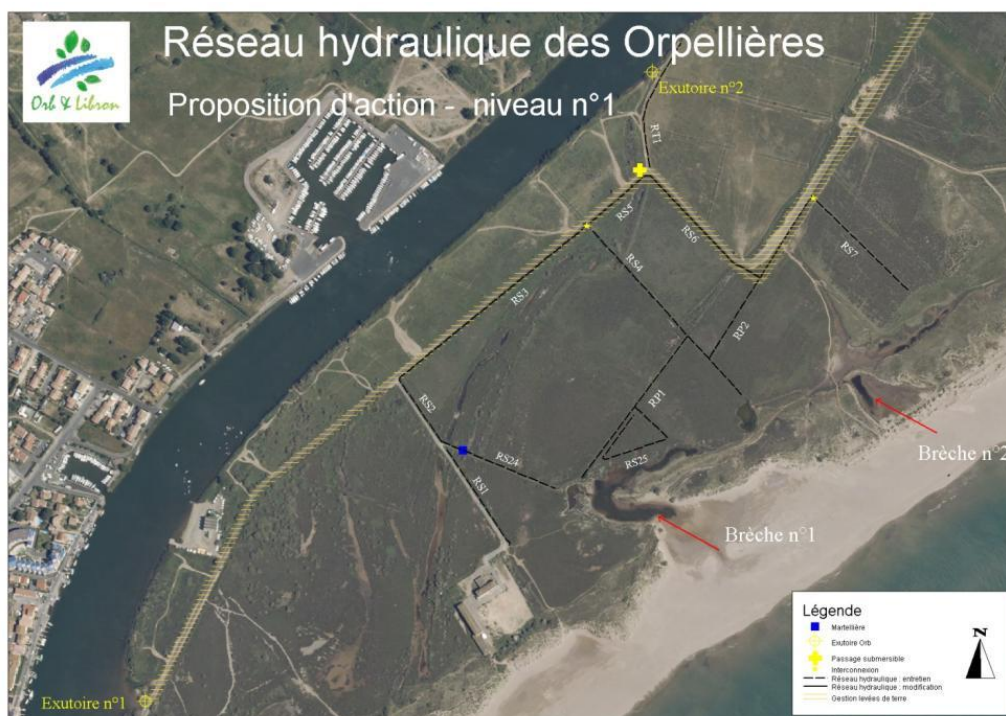 Orb & Libron
Réseau hydraulique des Orpellières
Proposition d'action - niveau n°1
Exutoire n°2
RT1
RS5
RS6
RS4
RS3
RS7
RP2
RS2
RP1
RS24
RS25
RS1
Brèche n°2
Brèche n°1
Exutoire n°1
Légende
Martellière
Exutoire Orb
Passage submersible
Interconnexion
Réseau hydraulique : entretien
Réseau hydraulique : modification
Gestion levées de terre
N